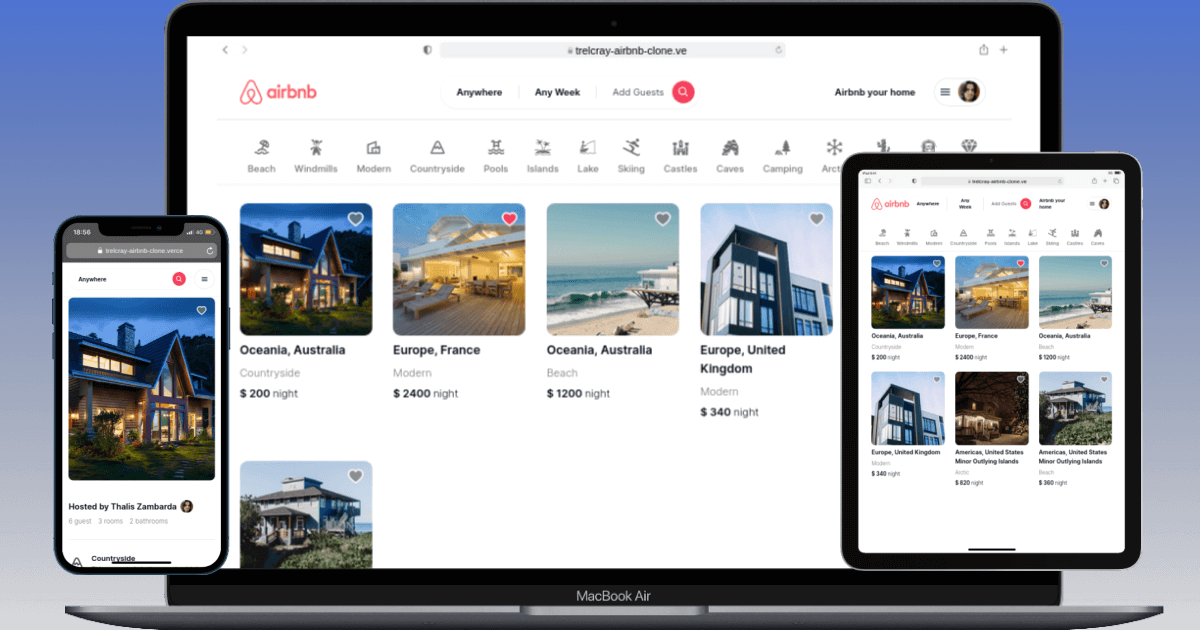 trelcray-airbnb-clone.ve
airbnb
Anywhere
Any Week
Add Guests
Airbnb your home
Beach
Windmills
Modern
Countryside
Pools
Islands
Lake
Skiing
Castles
Caves
Camping
Arct
Oceania, Australia
Countryside
$ 200 night
Europe, France
Modern
$ 2400 night
Oceania, Australia
Beach
$ 1200 night
Europe, United
Kingdom
Modern
$ 340 night
MacBook Air
18:56
4G
trelcray-airbnb-clone.verce
Anywhere
Hosted by Thalis Zambarda
6 guest 3 rooms 2 bathrooms
Countryside
trelcray-airbnb-clone.ve
airbnb
Anywhere
Any
Week
Add Guests
Airbnb your
home
Beach
Windmills
Modern
Countryside
Pools
Islands
Lake
Skiing
Castles
Caves
Oceania, Australia
Countryside
$ 200 night
Europe, France
Modern
$ 2400 night
Oceania, Australia
Beach
$ 1200 night
Europe, United Kingdom
Modern
$ 340 night
Americas, United States
Minor Outlying Islands
Arctic
$ 820 night
Americas, United States
Minor Outlying Islands
Beach
$ 360 night